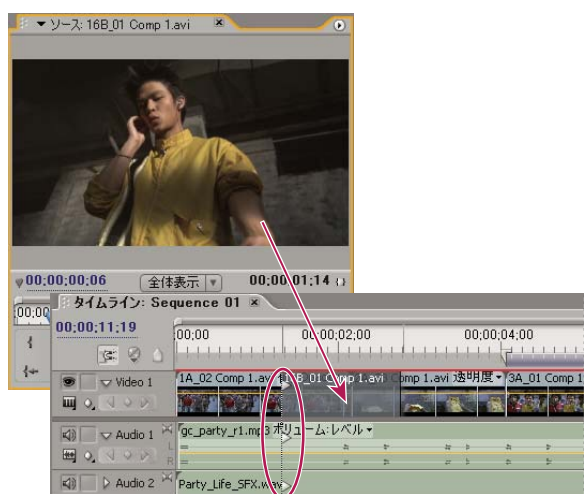 ソース: 16B_01 Comp 1.avi
00;00;00;06
全体表示
00;00;01;14
00;00
タイムライン: Sequence 01
00;00;11;19
00;00
00;00;02;00
00;00;04;00
Video 1
1A_02 Comp 1.avi
16B_01 Comp 1.avi
omp 1.avi 透明度
3A_01 Comp 1
Audio 1
gc_party_r1.mp3 ボリューム:レベル
L
R
Audio 2
Party_Life_SFX.wav